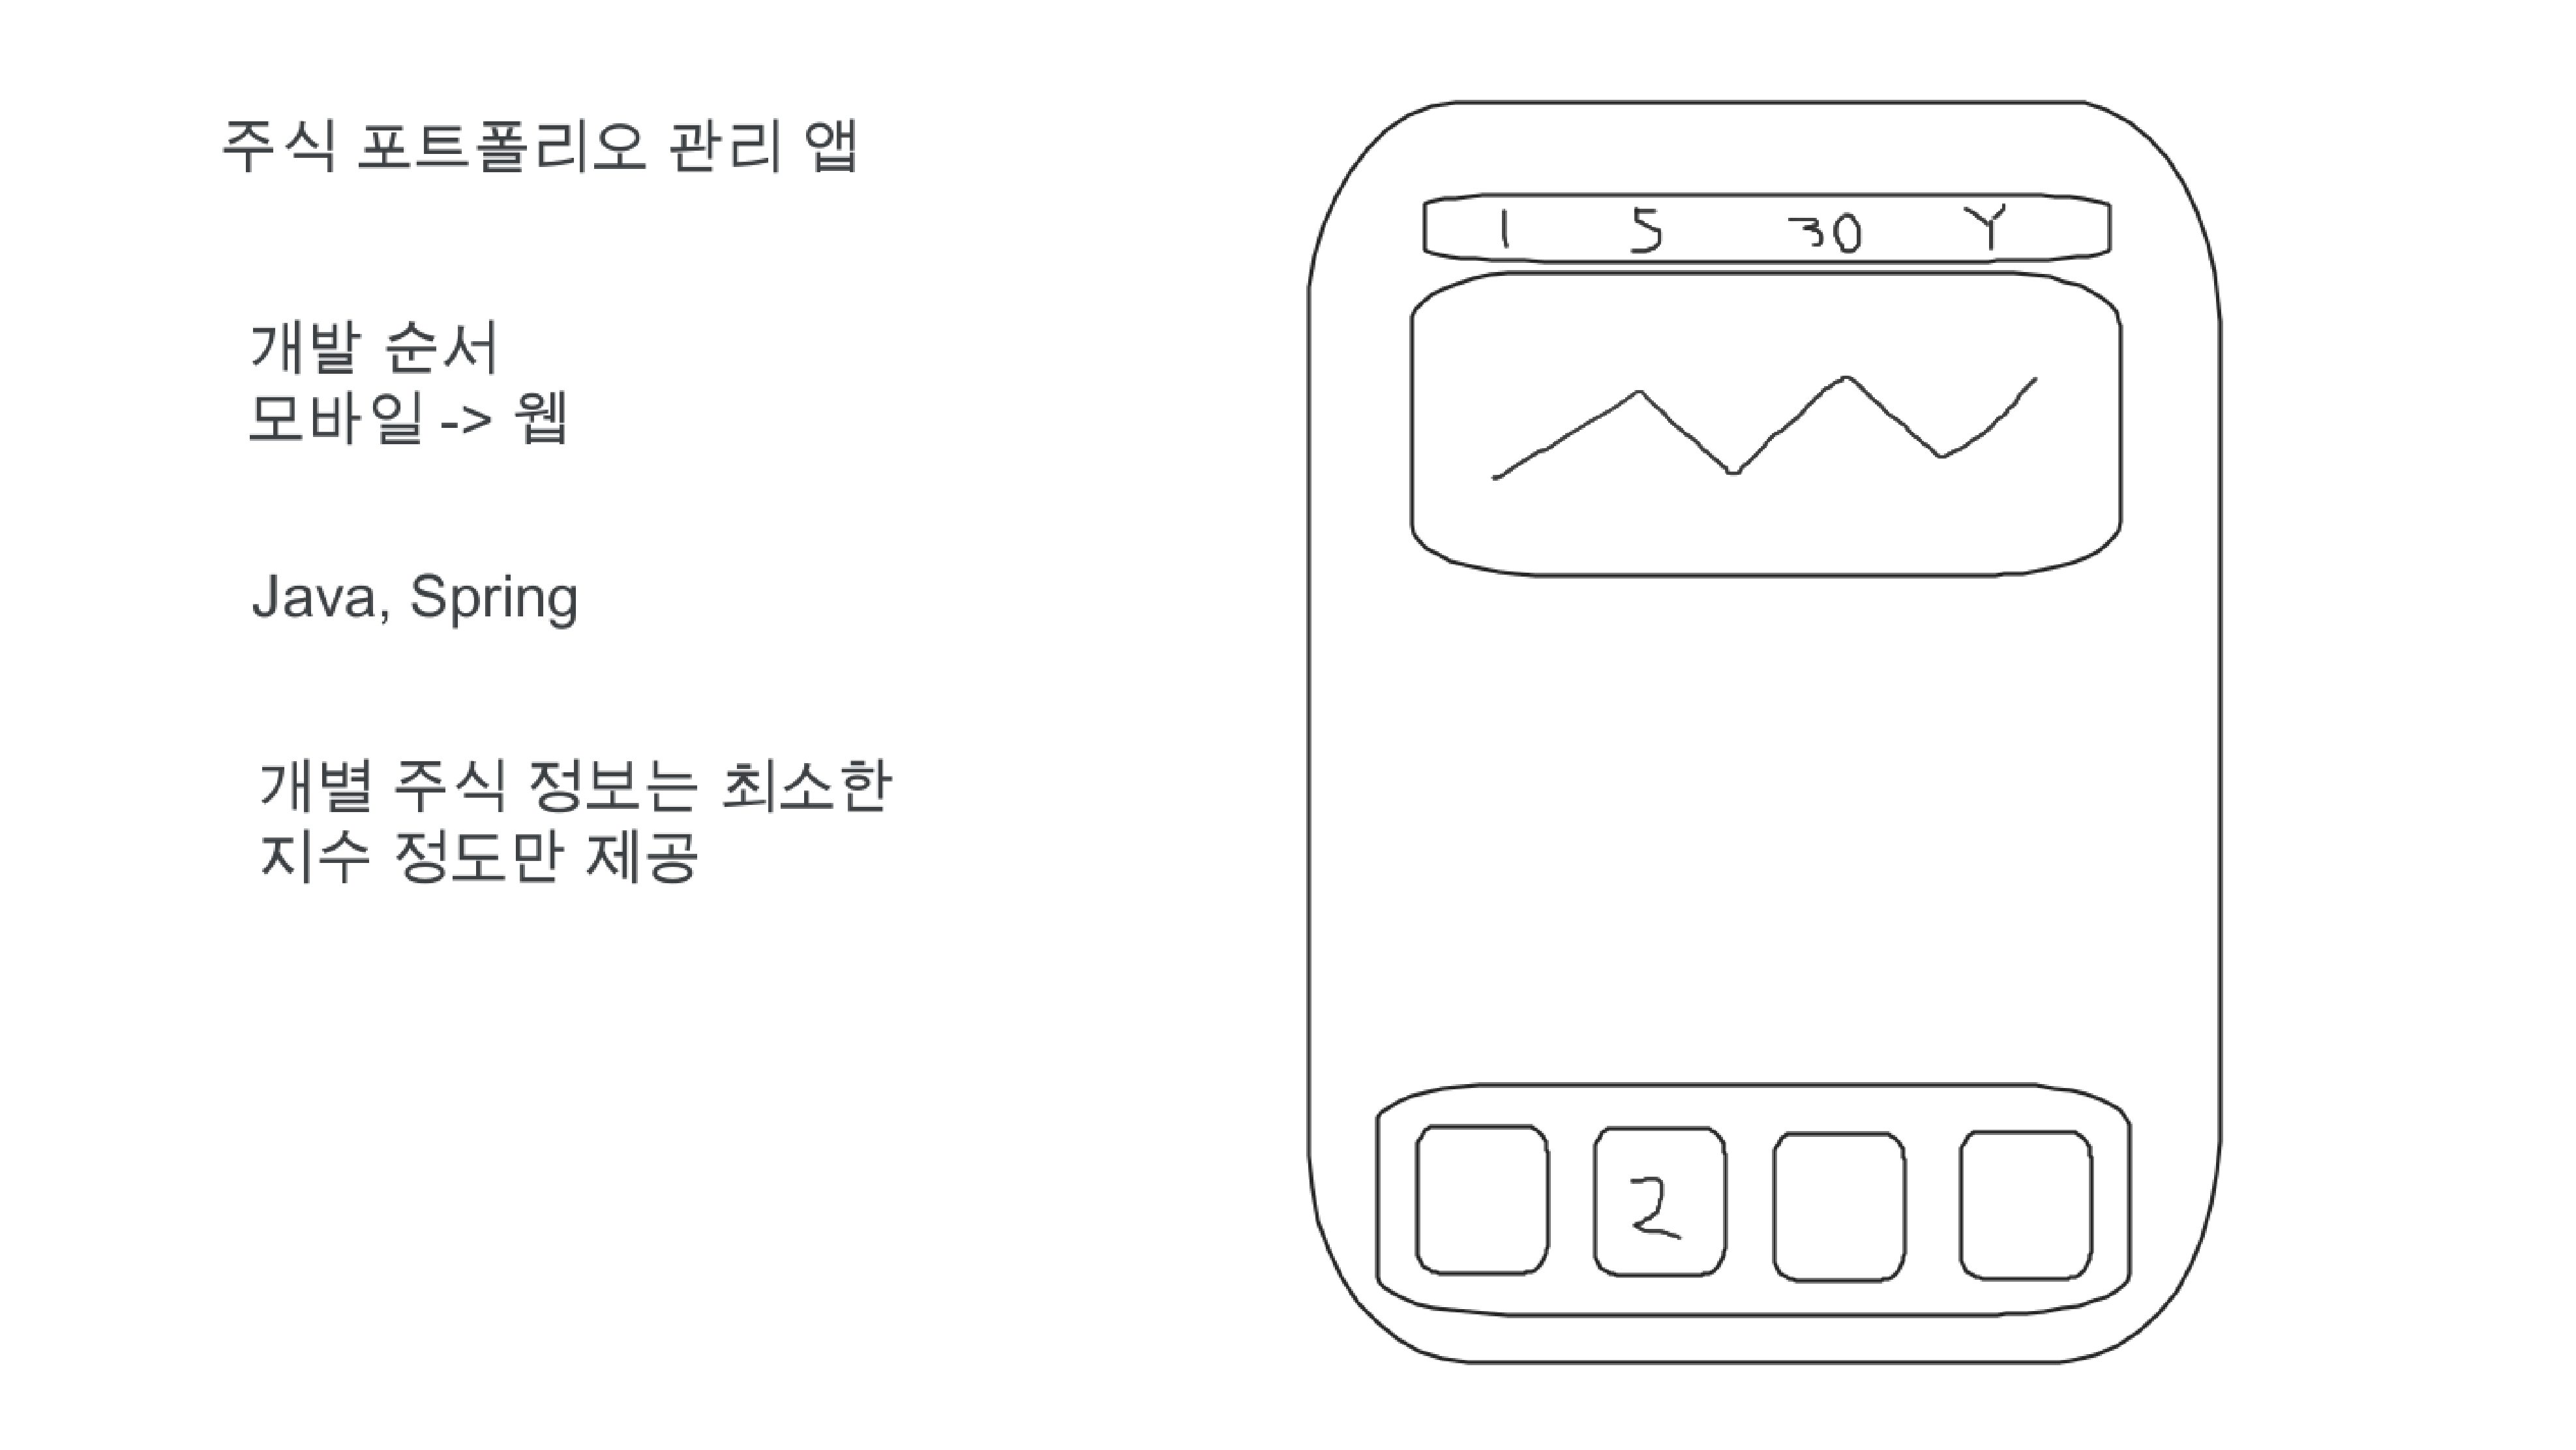 주식 포트폴리오 관리 앱
개발 순서
모바일 -> 웹
Java, Spring
개별 주식 정보는 최소한
지수 정도만 제공
1 5 30 Y
2